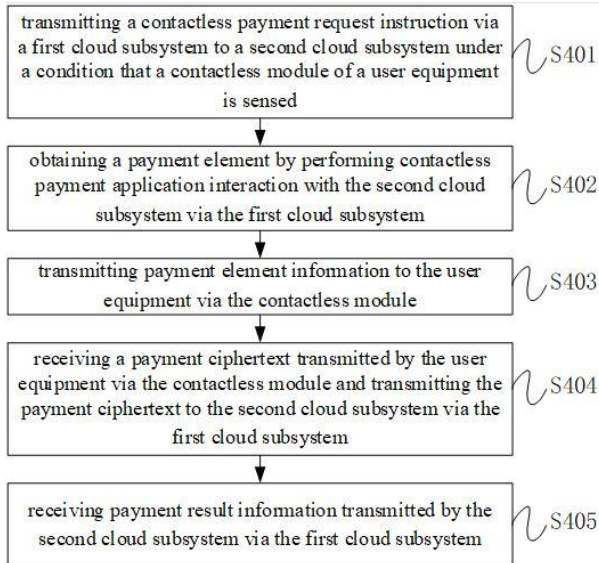 transmitting a contactless payment request instruction via
a first cloud subsystem to a second cloud subsystem under
a condition that a contactless module of a user equipment
is sensed
S401
obtaining a payment element by performing contactless
payment application interaction with the second cloud
subsystem via the first cloud subsystem
S402
transmitting payment element information to the user
equipment via the contactless module
S403
receiving a payment ciphertext transmitted by the user
equipment via the contactless module and transmitting the
payment ciphertext to the second cloud subsystem via the
first cloud subsystem
S404
receiving payment result information transmitted by the
second cloud subsystem via the first cloud subsystem
S405